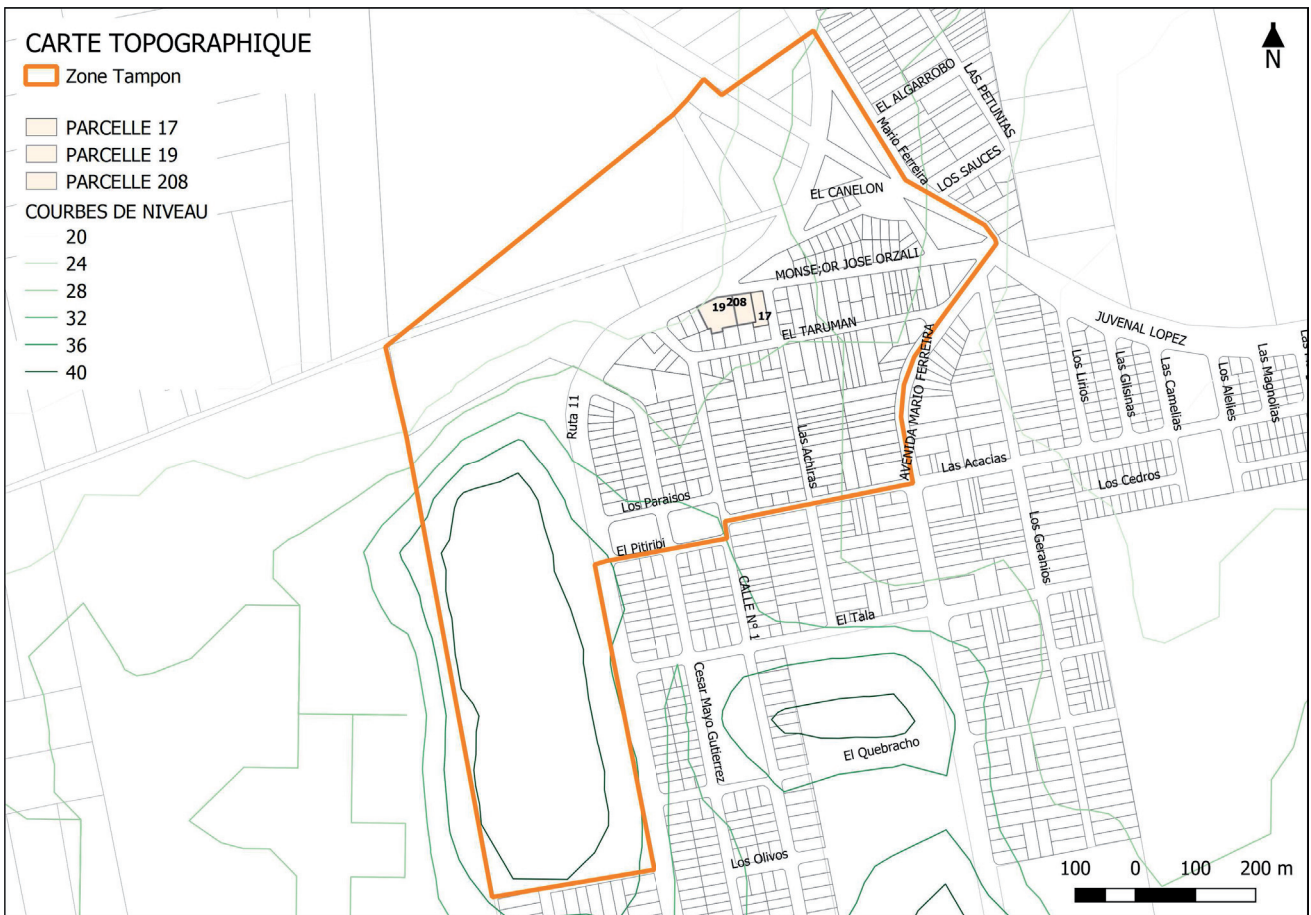 CARTE TOPOGRAPHIQUE
Zone Tampon
PARCELLE 17
PARCELLE 19
PARCELLE 208
COURBES DE NIVEAU
20
24
28
32
36
40
N
EL ALGARROBO
LAS PETUNIAS
Mario Ferreira
LOS SAUCES
EL CANELON
MONSE;OR JOSE ORZALI
19
208
17
EL TARUMAN
AVENIDA MARIO FERREIRA
JUVENAL LOPEZ
Los Lirios
Las Gilsinas
Las Camelias
Los Alelies
Las Magnolias
Ruta 11
Las Achiras
Las Acacias
Los Cedros
Los Paraisos
El Pitiribi
Los Geranios
CALLE Nº 1
El Tala
Cesar Mayo Gutierrez
El Quebracho
Los Olivos
100 0 100 200 m